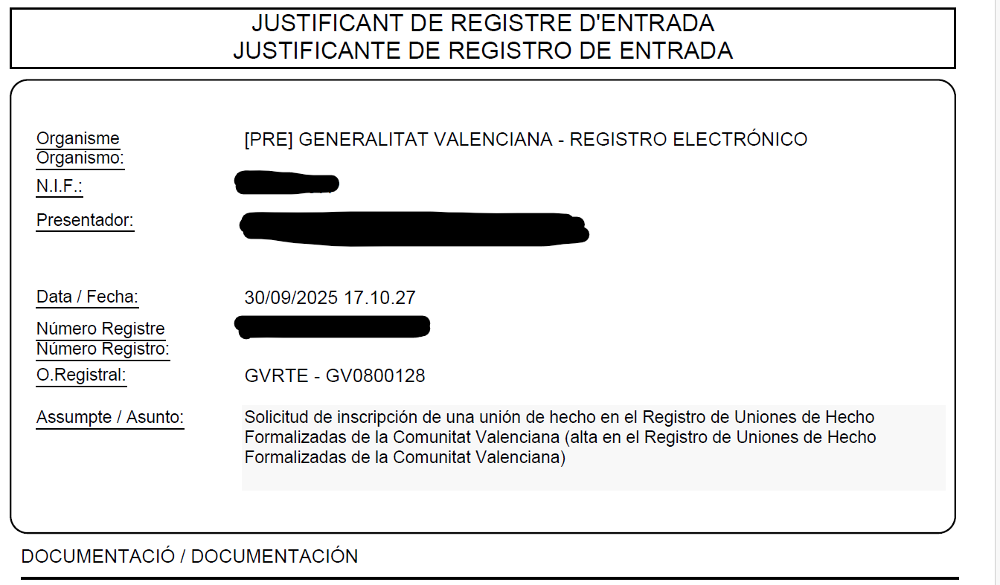 JUSTIFICANT DE REGISTRE D'ENTRADA
JUSTIFICANTE DE REGISTRO DE ENTRADA
Organisme
Organismo:
[PRE] GENERALITAT VALENCIANA - REGISTRO ELECTRÓNICO
N.I.F.:
Presentador:
Data / Fecha:
30/09/2025 17.10.27
Número Registre
Número Registro:
O.Registral:
GVRTE - GV0800128
Assumpte / Asunto:
Solicitud de inscripción de una unión de hecho en el Registro de Uniones de Hecho
Formalizadas de la Comunitat Valenciana (alta en el Registro de Uniones de Hecho
Formalizadas de la Comunitat Valenciana)
DOCUMENTACIÓ / DOCUMENTACIÓN